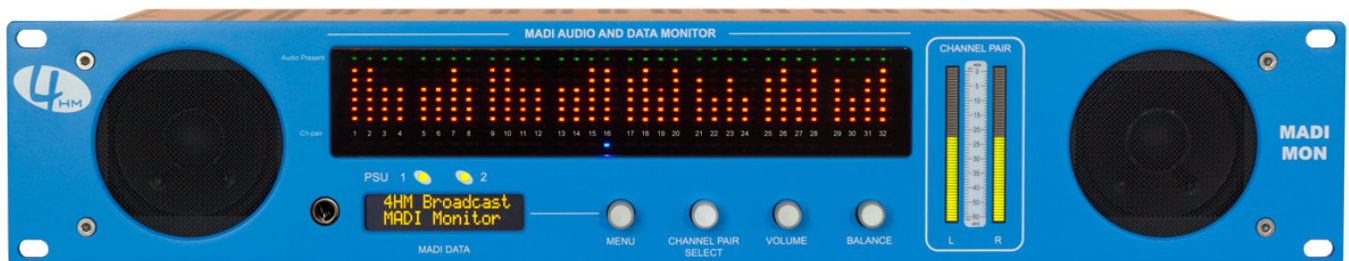 MADI AUDIO AND DATA MONITOR
Audio Present
Ch-pair
1 2 3 4 5 6 7 8 9 10 11 12 13 14 15 16 17 18 19 20 21 22 23 24 25 26 27 28 29 30 31 32
4HM
PSU 1 2
4HM Broadcast
MADI Monitor
MADI DATA
MENU
CHANNEL PAIR
SELECT
VOLUME
BALANCE
CHANNEL PAIR
L R
MADI
MON